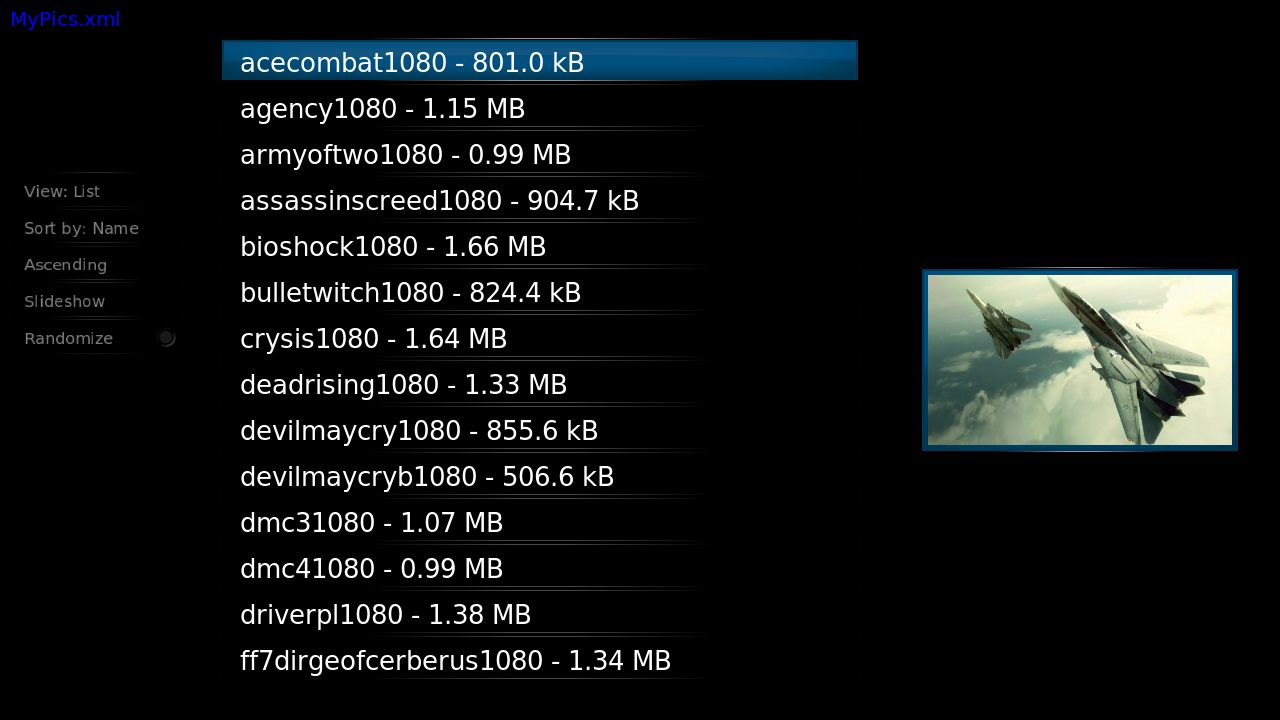 MyPics.xml
View: List
Sort by: Name
Ascending
Slideshow
Randomize
acecombat1080 - 801.0 kB
agency1080 - 1.15 MB
armyoftwo1080 - 0.99 MB
assassinscreed1080 - 904.7 kB
bioshock1080 - 1.66 MB
bulletwitch1080 - 824.4 kB
crysis1080 - 1.64 MB
deadrising1080 - 1.33 MB
devilmaycry1080 - 855.6 kB
devilmaycryb1080 - 506.6 kB
dmc31080 - 1.07 MB
dmc41080 - 0.99 MB
driverpl1080 - 1.38 MB
ff7dirgeofcerberus1080 - 1.34 MB